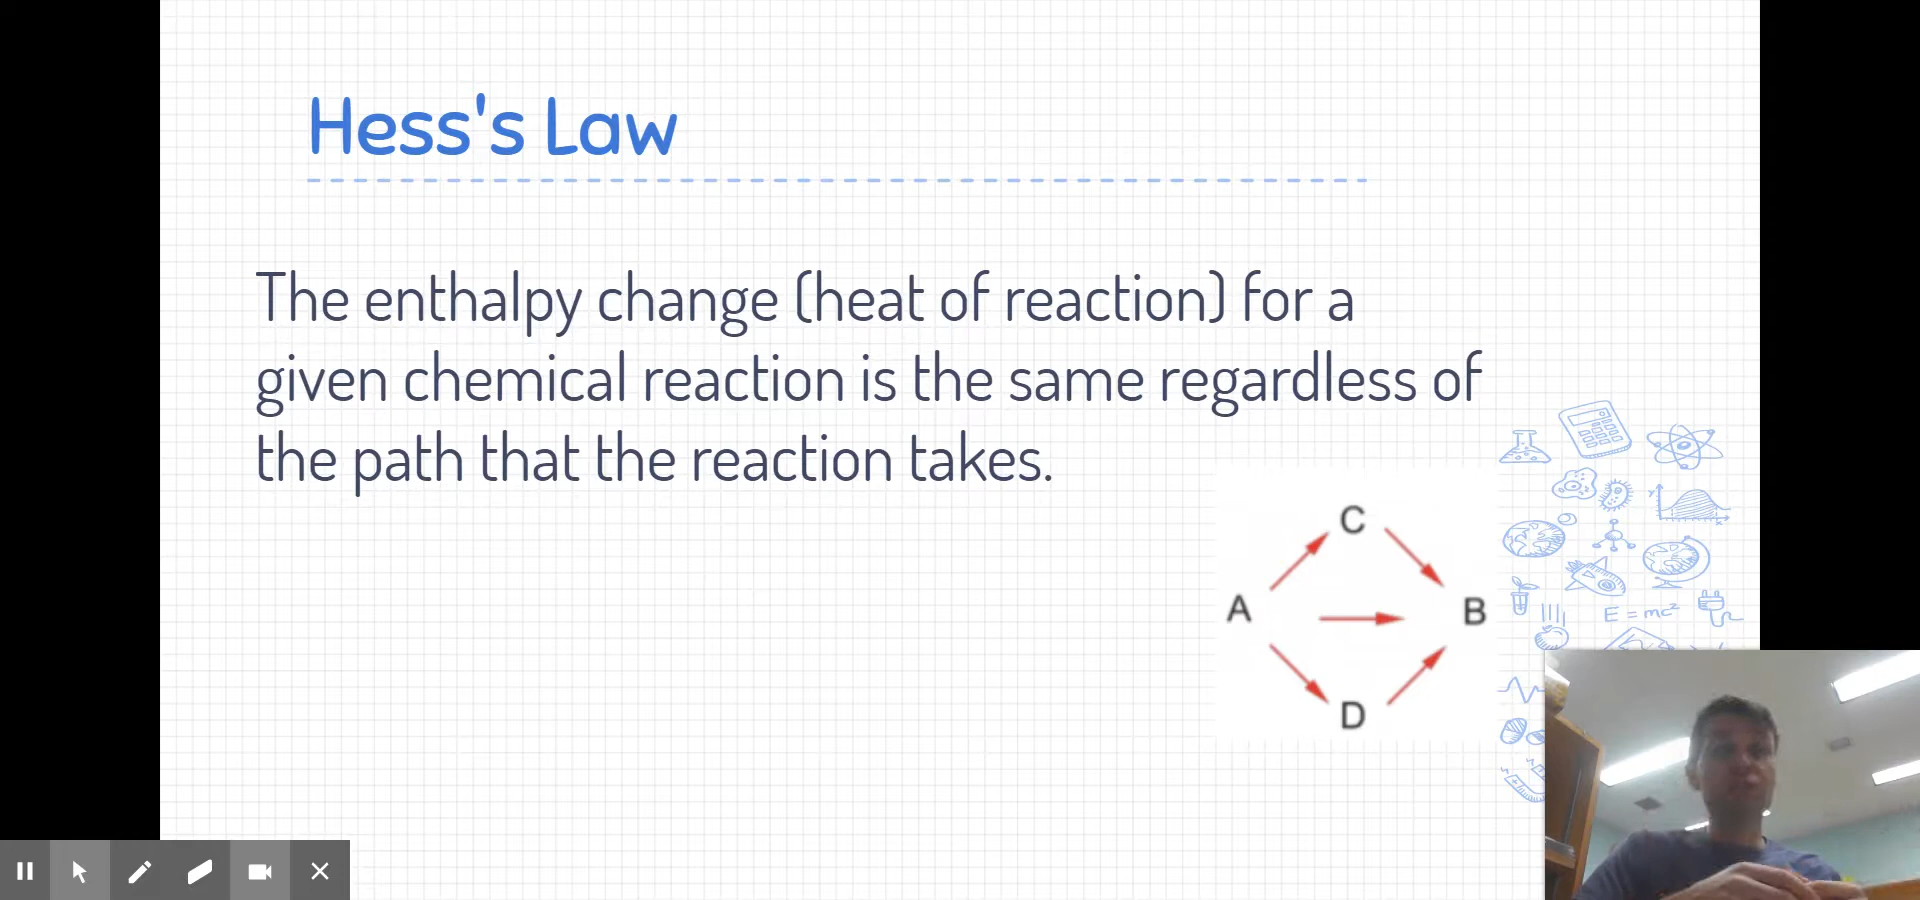 Hess's Law
The enthalpy change (heat of reaction) for a
given chemical reaction is the same regardless of
the path that the reaction takes.
C
A
B
D
E = mc²